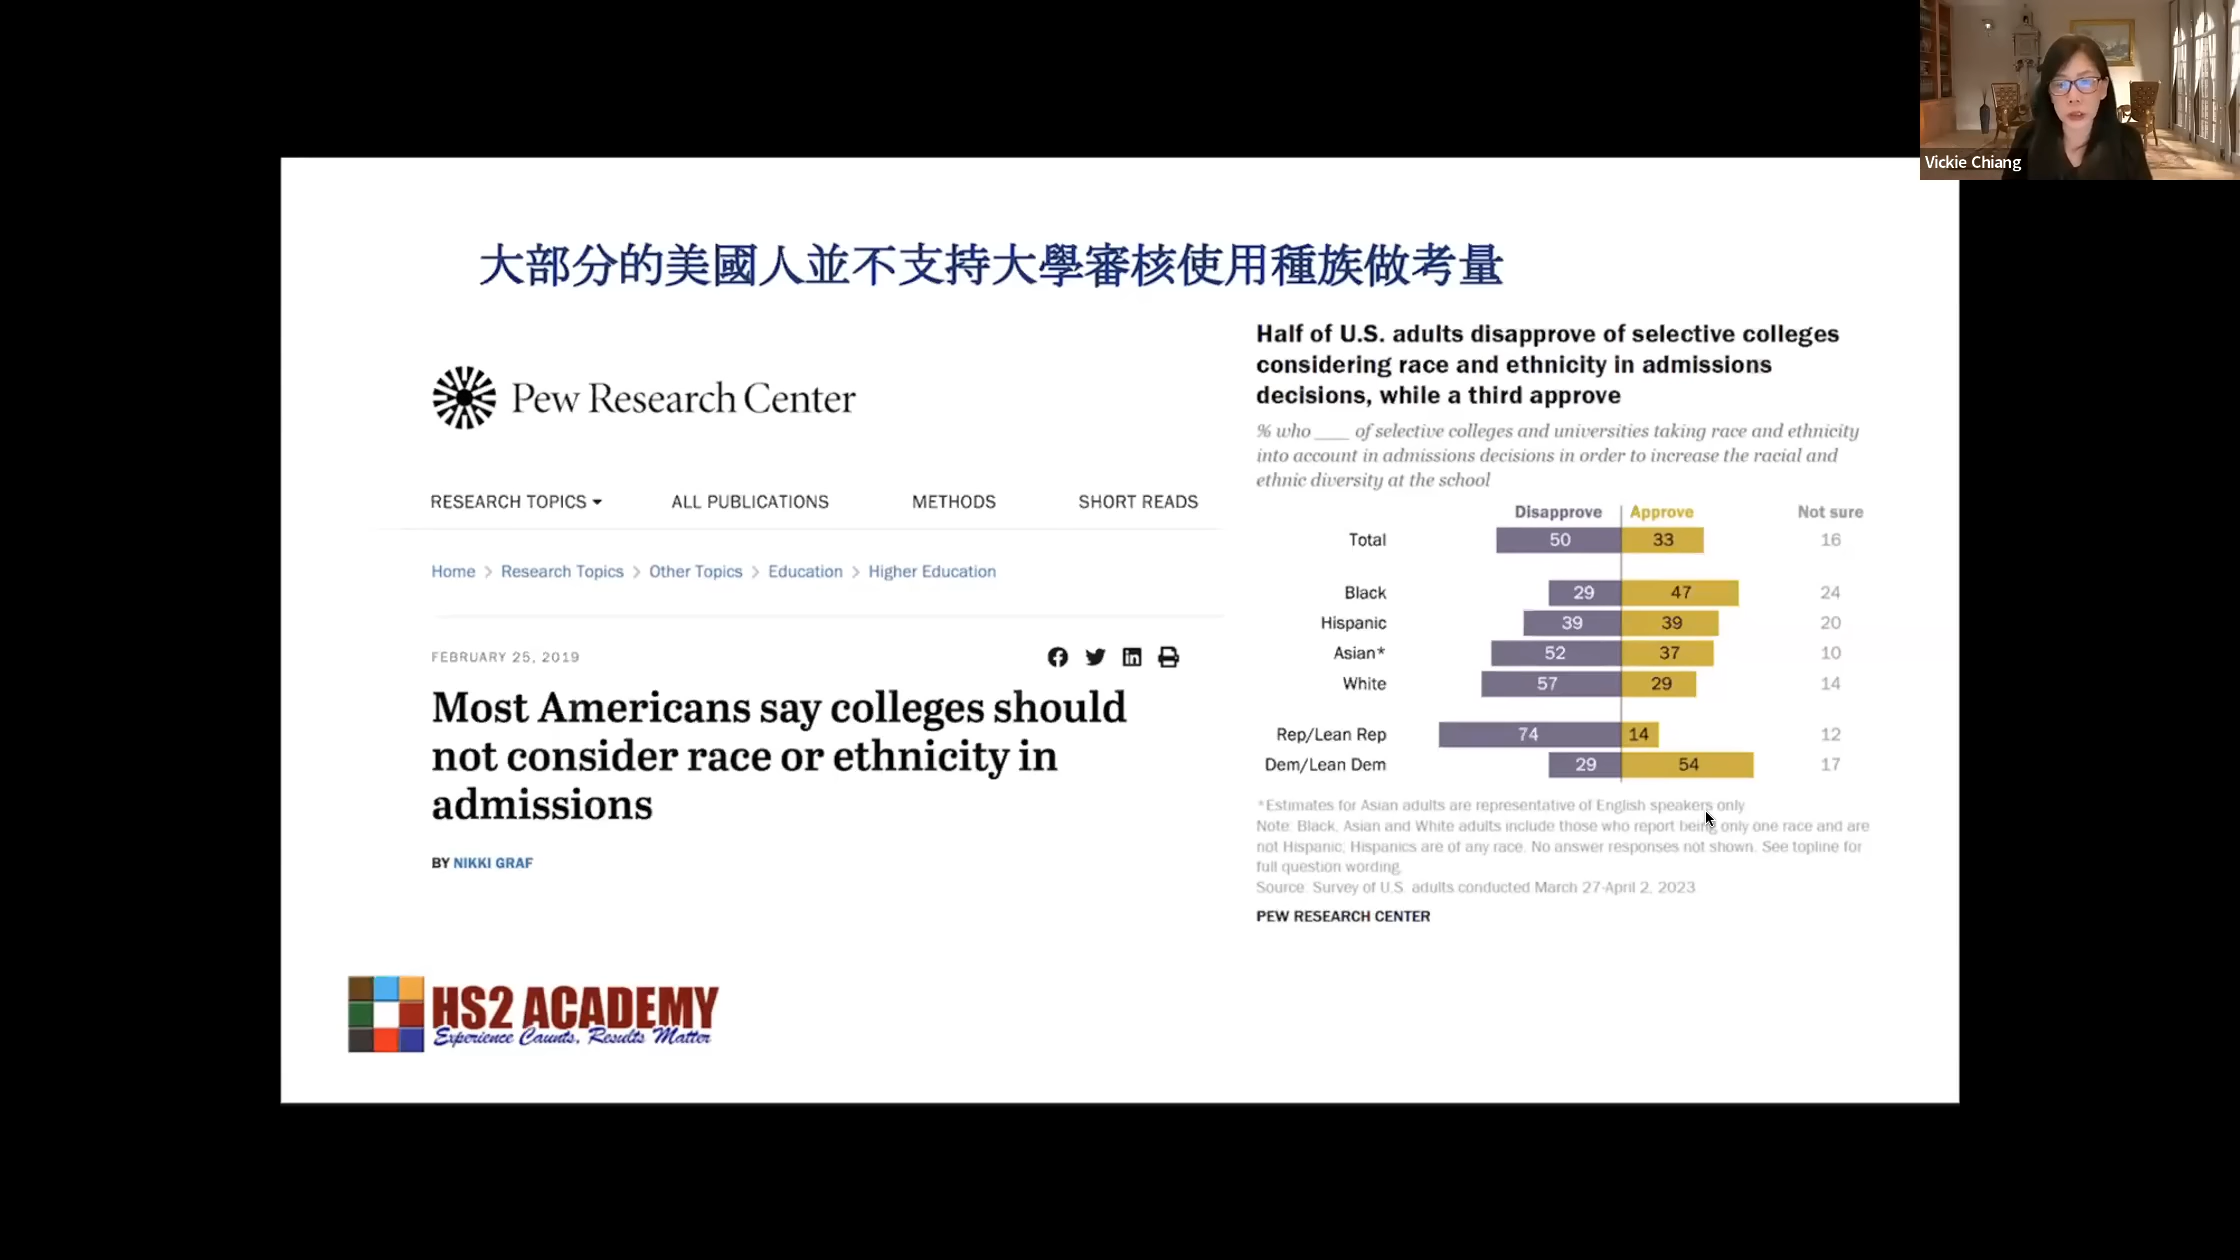 Vickie Chiang
大部分的美國人並不支持大學審核使用種族做考量
Pew Research Center
RESEARCH TOPICS ALL PUBLICATIONS METHODS SHORT READS
Home > Research Topics > Other Topics > Education > Higher Education
FEBRUARY 25, 2019
Most Americans say colleges should
not consider race or ethnicity in
admissions
BY NIKKI GRAF
Half of U.S. adults disapprove of selective colleges
considering race and ethnicity in admissions
decisions, while a third approve
% who ___ of selective colleges and universities taking race and ethnicity
into account in admissions decisions in order to increase the racial and
ethnic diversity at the school
Disapprove Approve Not sure
Total 50 33 16
Black 29 47 24
Hispanic 39 39 20
Asian* 52 37 10
White 57 29 14
Rep/Lean Rep 74 14 12
Dem/Lean Dem 29 54 17
*Estimates for Asian adults are representative of English speakers only
Note: Black, Asian and White adults include those who report being only one race and are
not Hispanic; Hispanics are of any race. No answer responses not shown. See topline for
full question wording.
Source: Survey of U.S. adults conducted March 27-April 2, 2023
PEW RESEARCH CENTER
HS2 ACADEMY
Experience Counts, Results Matter